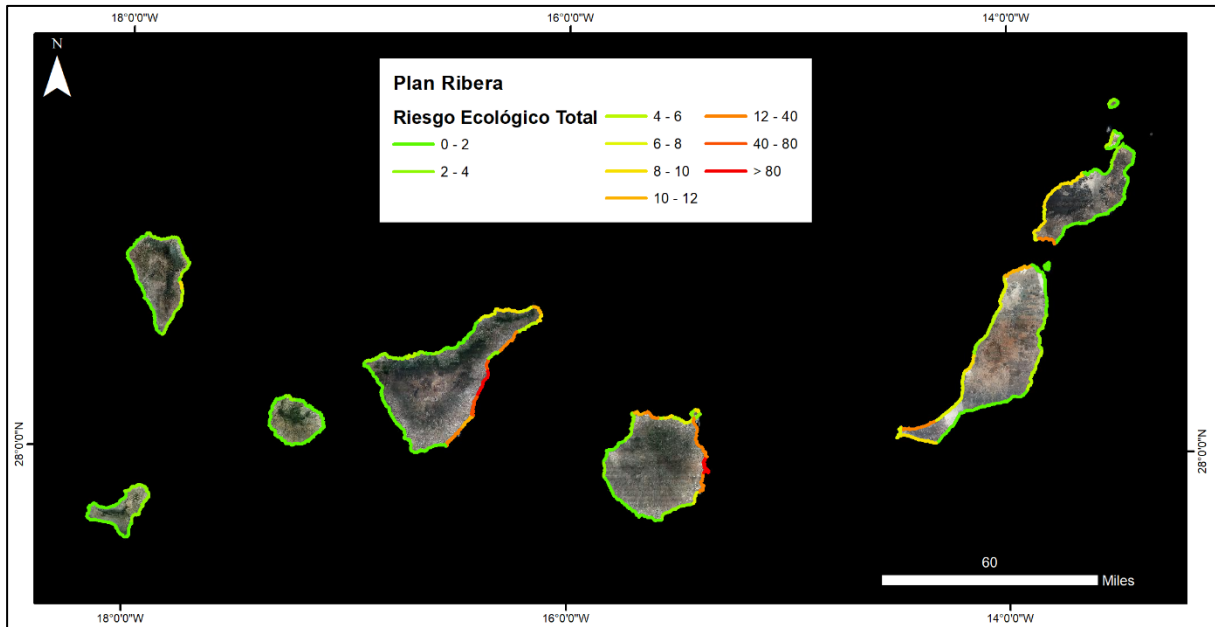 18°0'0"W 16°0'0"W 14°0'0"W
N
Plan Ribera
Riesgo Ecológico Total
0 - 2
2 - 4
4 - 6
6 - 8
8 - 10
10 - 12
12 - 40
40 - 80
> 80
28°0'0"N 28°0'0"N
60
Miles
18°0'0"W 16°0'0"W 14°0'0"W